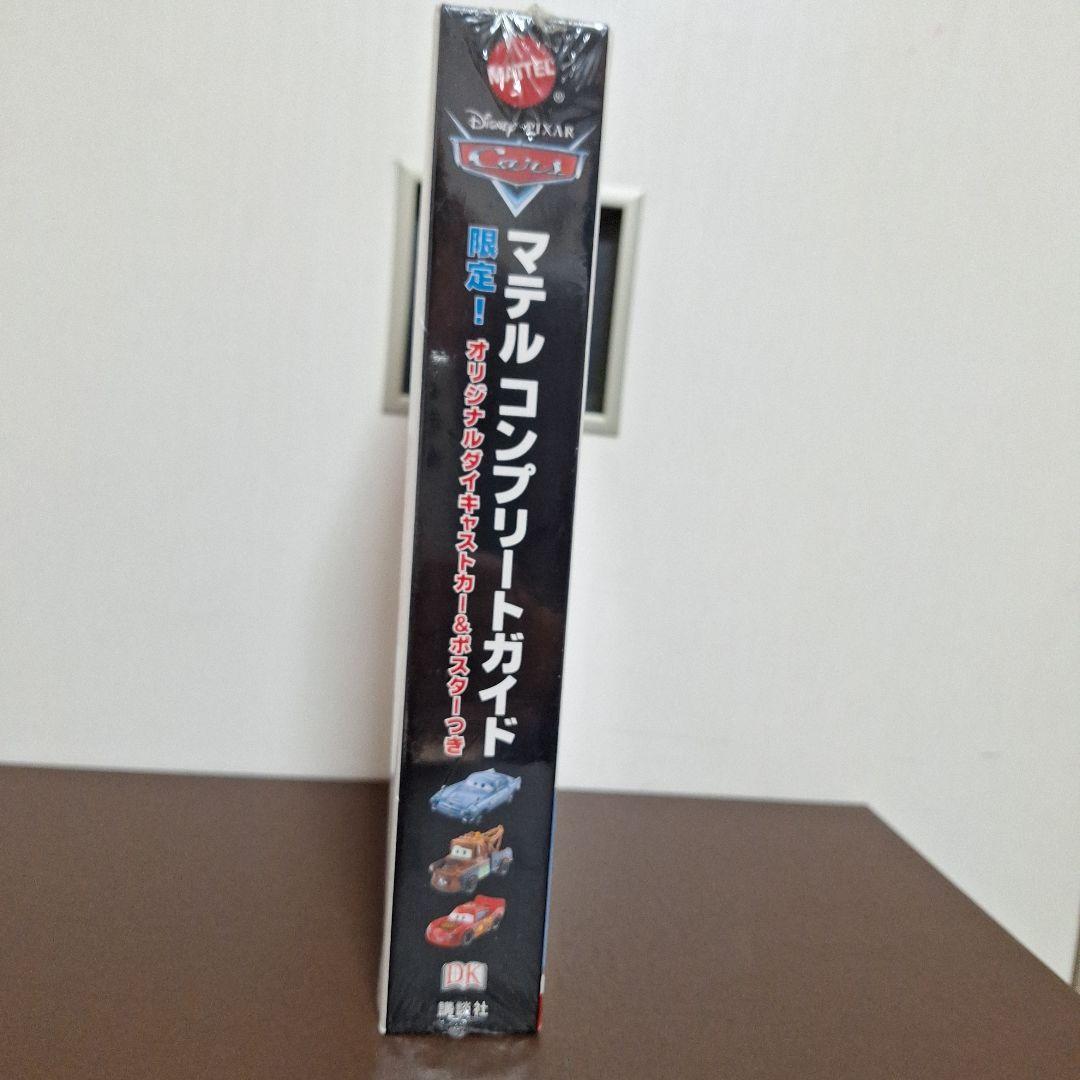 MATTEL
®
Disney・PIXAR
Cars
マテル コンプリートガイド
限定！ オリジナルダイキャストカー＆ポスターつき
DK
講談社